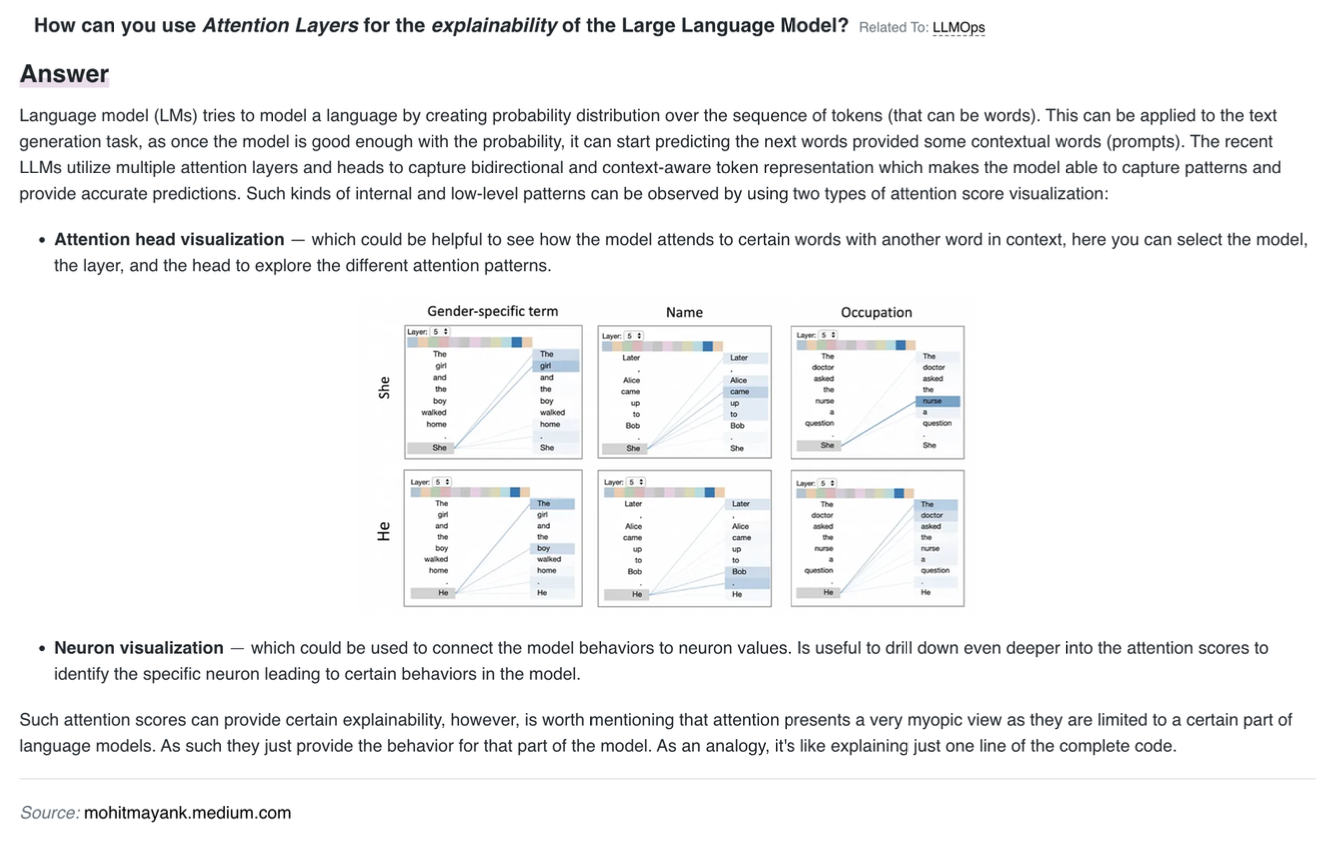 How can you use Attention Layers for the explainability of the Large Language Model? Related To: LLMOps
Answer
Language model (LMs) tries to model a language by creating probability distribution over the sequence of tokens (that can be words). This can be applied to the text
generation task, as once the model is good enough with the probability, it can start predicting the next words provided some contextual words (prompts). The recent
LLMs utilize multiple attention layers and heads to capture bidirectional and context-aware token representation which makes the model able to capture patterns and
provide accurate predictions. Such kinds of internal and low-level patterns can be observed by using two types of attention score visualization:
• Attention head visualization — which could be helpful to see how the model attends to certain words with another word in context, here you can select the model,
the layer, and the head to explore the different attention patterns.
Gender-specific term
Name
Occupation
She
Layer: 5
The The
girl girl
and and
the the
boy boy
walked walked
home home
. .
She She
Layer: 5
Later Later
, ,
Alice Alice
came came
up up
to to
Bob Bob
. .
She She
Layer: 5
The The
doctor doctor
asked asked
the the
nurse nurse
a a
question question
. .
She She
He
Layer: 5
The The
girl girl
and and
the the
boy boy
walked walked
home home
. .
He He
Layer: 5
Later Later
, ,
Alice Alice
came came
up up
to to
Bob Bob
. .
He He
Layer: 5
The The
doctor doctor
asked asked
the the
nurse nurse
a a
question question
. .
He He
• Neuron visualization — which could be used to connect the model behaviors to neuron values. Is useful to drill down even deeper into the attention scores to
identify the specific neuron leading to certain behaviors in the model.
Such attention scores can provide certain explainability, however, is worth mentioning that attention presents a very myopic view as they are limited to a certain part of
language models. As such they just provide the behavior for that part of the model. As an analogy, it's like explaining just one line of the complete code.
Source: mohitmayank.medium.com